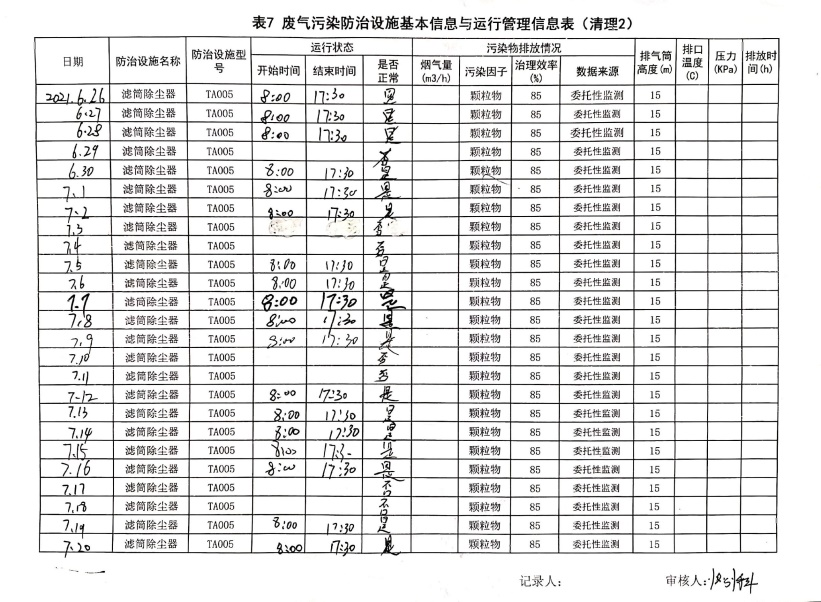 表7 废气污染防治设施基本信息与运行管理信息表（清理2）
日期 防治设施名称 防治设施型号 运行状态 污染物排放情况 排气筒高度(m) 排口温度(C) 压力(KPa) 排放时间(h)
开始时间 结束时间 是否正常 烟气量(m3/h) 污染因子 治理效率(%) 数据来源
2021.6.26 滤筒除尘器 TA005 8:00 17:30 是 颗粒物 85 委托性监测 15
6.27 滤筒除尘器 TA005 8:00 17:30 是 颗粒物 85 委托性监测 15
6.28 滤筒除尘器 TA005 8:00 17:30 是 颗粒物 85 委托性监测 15
6.29 滤筒除尘器 TA005 否 颗粒物 85 委托性监测 15
6.30 滤筒除尘器 TA005 8:00 17:30 是 颗粒物 85 委托性监测 15
7.1 滤筒除尘器 TA005 8:00 17:30 是 颗粒物 85 委托性监测 15
7.2 滤筒除尘器 TA005 8:00 17:30 是 颗粒物 85 委托性监测 15
7.3 滤筒除尘器 TA005 否 颗粒物 85 委托性监测 15
7.4 滤筒除尘器 TA005 否 颗粒物 85 委托性监测 15
7.5 滤筒除尘器 TA005 8:00 17:30 是 颗粒物 85 委托性监测 15
7.6 滤筒除尘器 TA005 8:00 17:30 是 颗粒物 85 委托性监测 15
7.7 滤筒除尘器 TA005 8:00 17:30 是 颗粒物 85 委托性监测 15
7.8 滤筒除尘器 TA005 8:00 17:30 是 颗粒物 85 委托性监测 15
7.9 滤筒除尘器 TA005 8:00 17:30 是 颗粒物 85 委托性监测 15
7.10 滤筒除尘器 TA005 否 颗粒物 85 委托性监测 15
7.11 滤筒除尘器 TA005 否 颗粒物 85 委托性监测 15
7-12 滤筒除尘器 TA005 8:00 17:30 是 颗粒物 85 委托性监测 15
7.13 滤筒除尘器 TA005 8:00 17:30 是 颗粒物 85 委托性监测 15
7.14 滤筒除尘器 TA005 8:00 17:30 是 颗粒物 85 委托性监测 15
7.15 滤筒除尘器 TA005 8:00 17:3- 是 颗粒物 85 委托性监测 15
7.16 滤筒除尘器 TA005 8:00 17:30 是 颗粒物 85 委托性监测 15
7.17 滤筒除尘器 TA005 否 颗粒物 85 委托性监测 15
7.18 滤筒除尘器 TA005 否 颗粒物 85 委托性监测 15
7.19 滤筒除尘器 TA005 8:00 17:30 是 颗粒物 85 委托性监测 15
7.20 滤筒除尘器 TA005 8:00 17:30 是 颗粒物 85 委托性监测 15
记录人： 审核人：